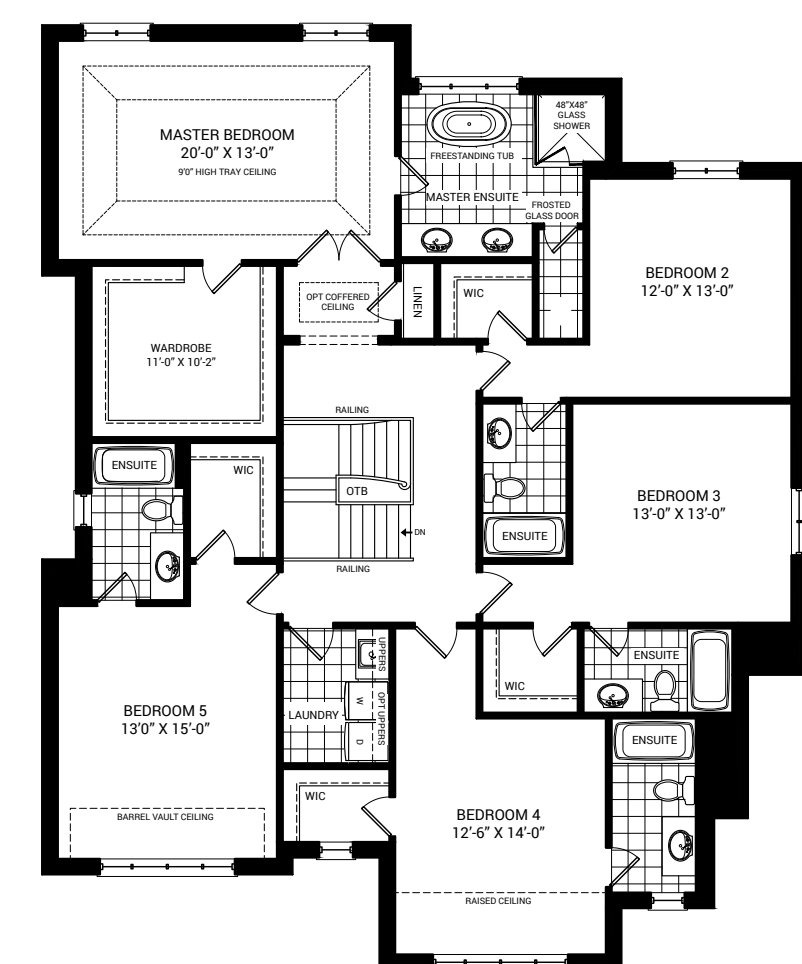 MASTER BEDROOM
20'-0" X 13'-0"
9'0" HIGH TRAY CEILING
48"X48"
GLASS
SHOWER
FREESTANDING TUB
MASTER ENSUITE
FROSTED
GLASS DOOR
BEDROOM 2
12'-0" X 13'-0"
OPT COFFERED
CEILING
LINEN
WIC
WARDROBE
11'-0" X 10'-2"
RAILING
ENSUITE
WIC
OTB
DN
RAILING
BEDROOM 3
13'-0" X 13'-0"
ENSUITE
UPPERS
OPT UPPERS
W
D
LAUNDRY
WIC
ENSUITE
BEDROOM 5
13'0" X 15'-0"
BARREL VAULT CEILING
WIC
ENSUITE
BEDROOM 4
12'-6" X 14'-0"
RAISED CEILING